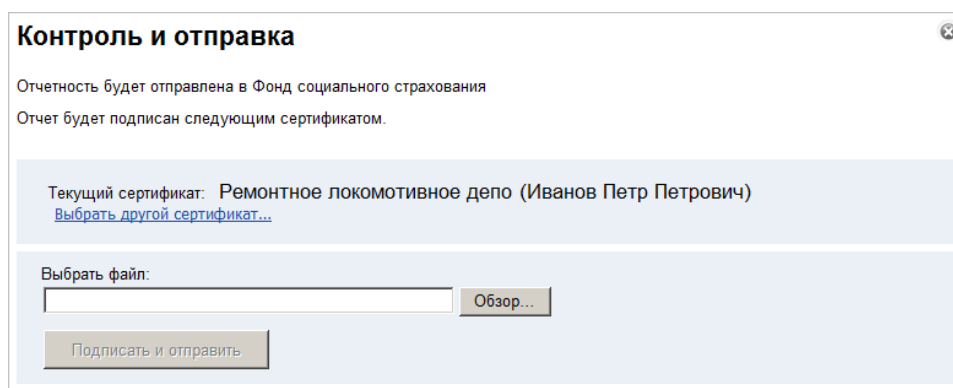 Контроль и отправка
Отчетность будет отправлена в Фонд социального страхования
Отчет будет подписан следующим сертификатом.
Текущий сертификат: Ремонтное локомотивное депо (Иванов Петр Петрович)
Выбрать другой сертификат...
Выбрать файл:
Обзор...
Подписать и отправить